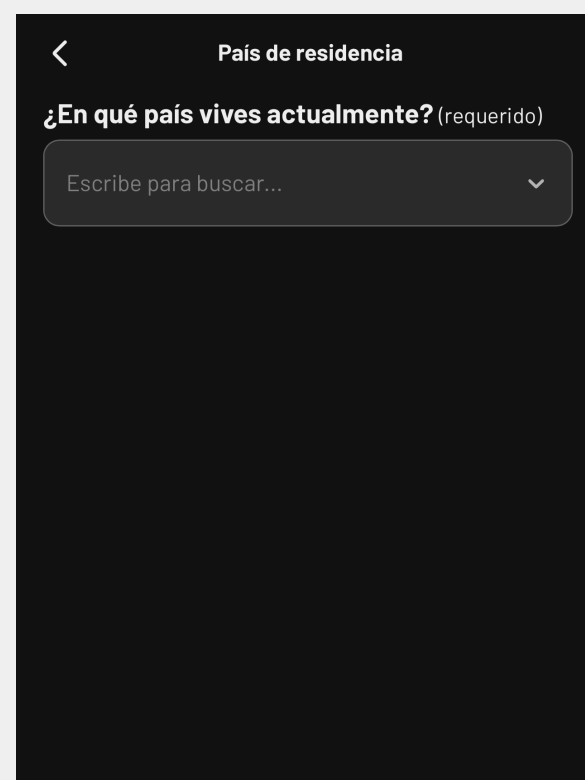 País de residencia
¿En qué país vives actualmente? (requerido)
Escribe para buscar...